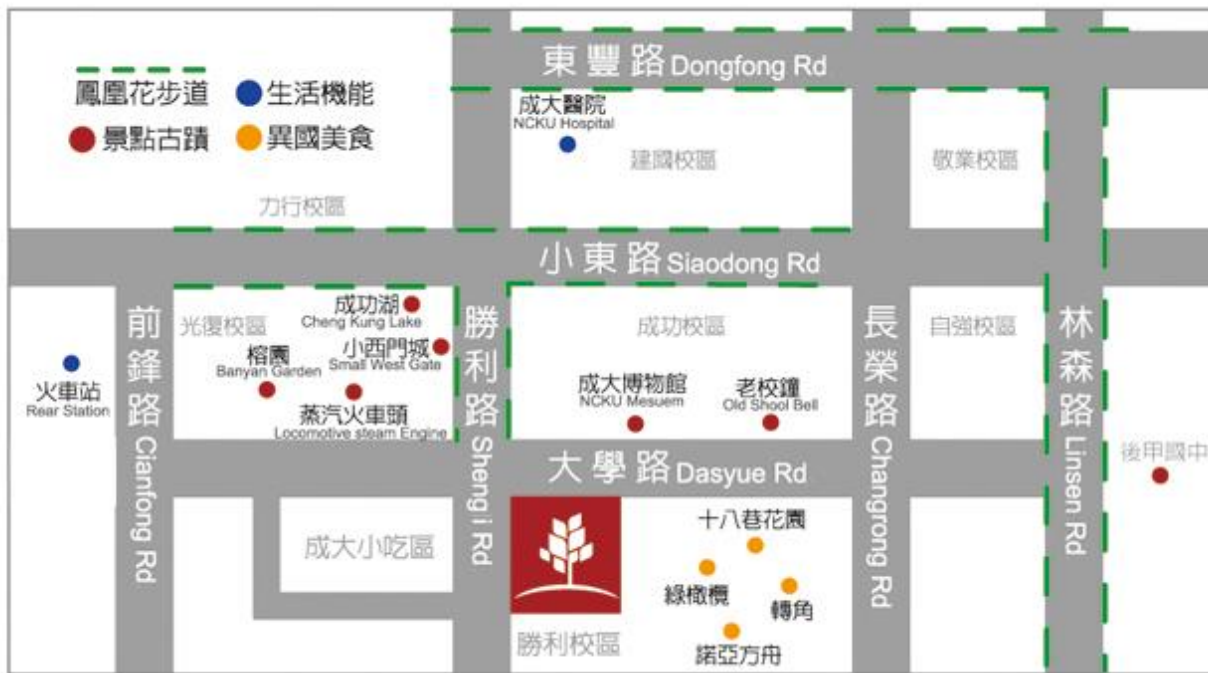 東豐路 Dongfong Rd
鳳凰花步道
生活機能
景點古蹟
異國美食
成大醫院
NCKU Hospital
建國校區
敬業校區
力行校區
小東路 Siaodong Rd
前鋒路 Cianfong Rd
光復校區
成功湖
Cheng Kung Lake
小西門城
Small West Gate
榕園
Banyan Garden
蒸汽火車頭
Locomotive steam Engine
勝利路 Shengli Rd
成功校區
成大博物館
NCKU Mesuem
老校鐘
Old Shool Bell
長榮路 Changrong Rd
自強校區
林森路 Linsen Rd
火車站
Rear Station
後甲國中
大學路 Dasyue Rd
成大小吃區
十八巷花園
綠橄欖
轉角
諾亞方舟
勝利校區